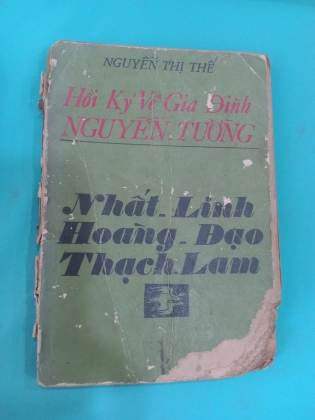 NGUYỄN THỊ THẾ
Hồi Ký Về Gia Đình
NGUYỄN. TƯỜNG
Nhất-Linh
Hoàng-Đạo
Thạch.Lam